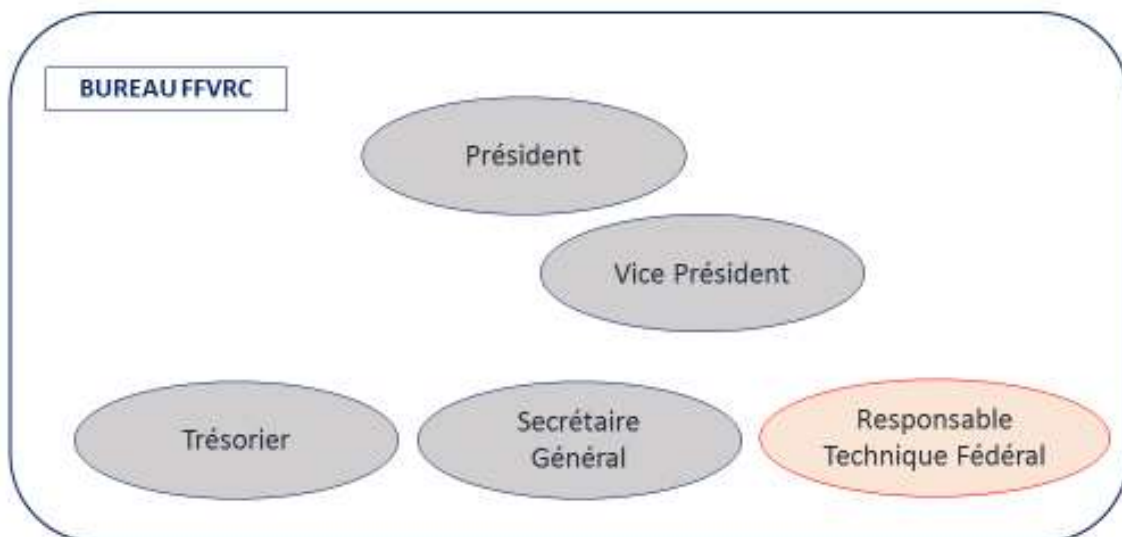 BUREAU FFVRC
Président
Vice Président
Trésorier
Secrétaire
Général
Responsable
Technique Fédéral